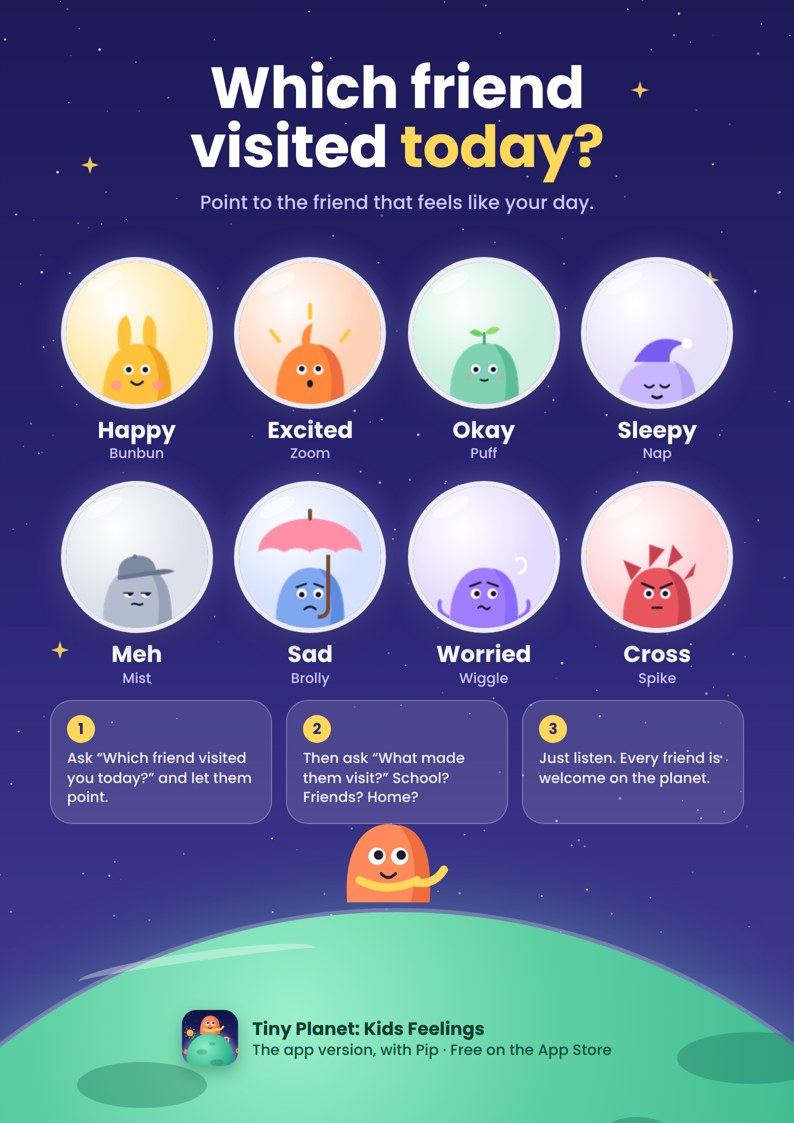 Which friend
visited today?
Point to the friend that feels like your day.
Happy
Bunbun
Excited
Zoom
Okay
Puff
Sleepy
Nap
Meh
Mist
Sad
Brolly
Worried
Wiggle
Cross
Spike
1
Ask “Which friend visited
you today?” and let them
point.
2
Then ask “What made
them visit?” School?
Friends? Home?
3
Just listen. Every friend is
welcome on the planet.
Tiny Planet: Kids Feelings
The app version, with Pip · Free on the App Store